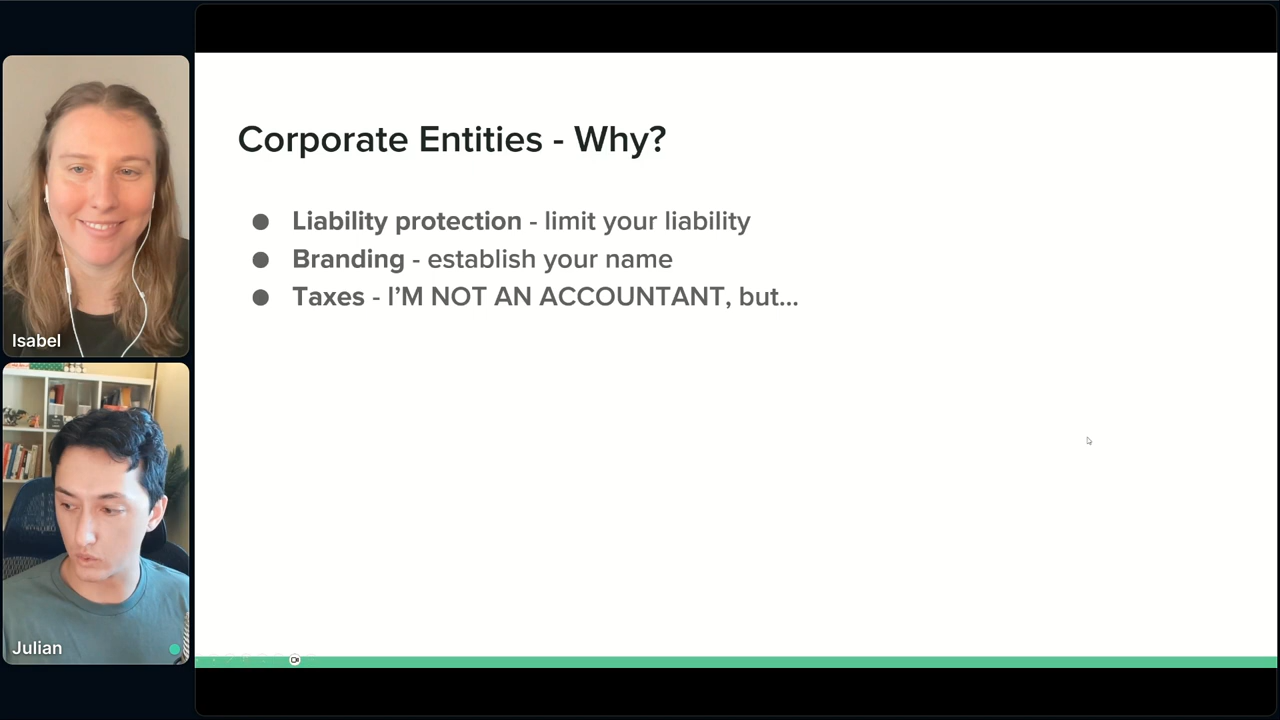 Corporate Entities - Why?
● Liability protection - limit your liability
● Branding - establish your name
● Taxes - I’M NOT AN ACCOUNTANT, but...
Isabel
Julian